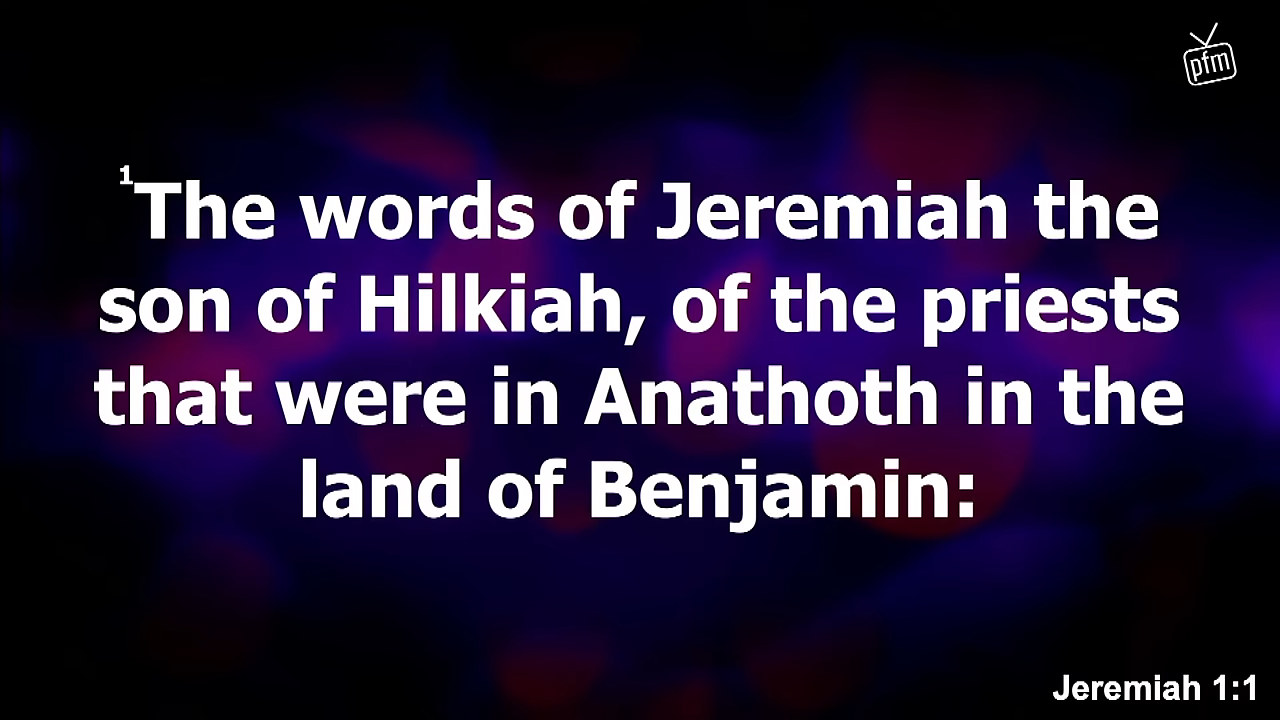 pfm
1The words of Jeremiah the
son of Hilkiah, of the priests
that were in Anathoth in the
land of Benjamin:
Jeremiah 1:1